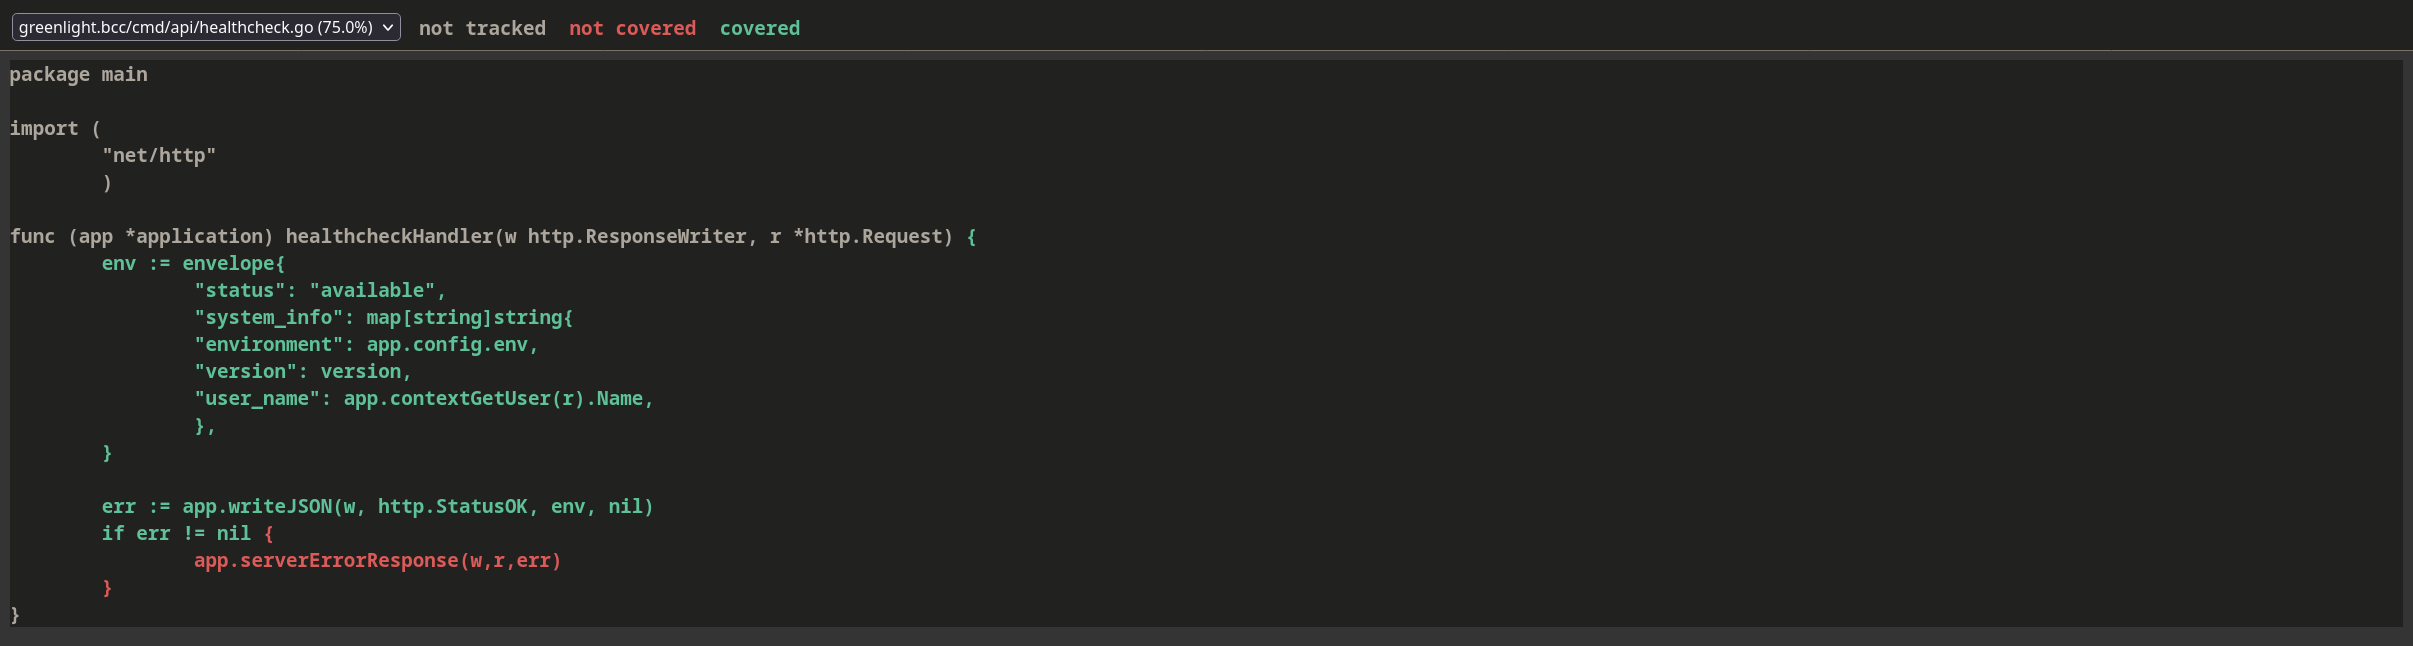 greenlight.bcc/cmd/api/healthcheck.go (75.0%) not tracked not covered covered
package main
import (
"net/http"
)
func (app *application) healthcheckHandler(w http.ResponseWriter, r *http.Request) {
env := envelope{
"status": "available",
"system_info": map[string]string{
"environment": app.config.env,
"version": version,
"user_name": app.contextGetUser(r).Name,
},
}
err := app.writeJSON(w, http.StatusOK, env, nil)
if err != nil {
app.serverErrorResponse(w,r,err)
}
}